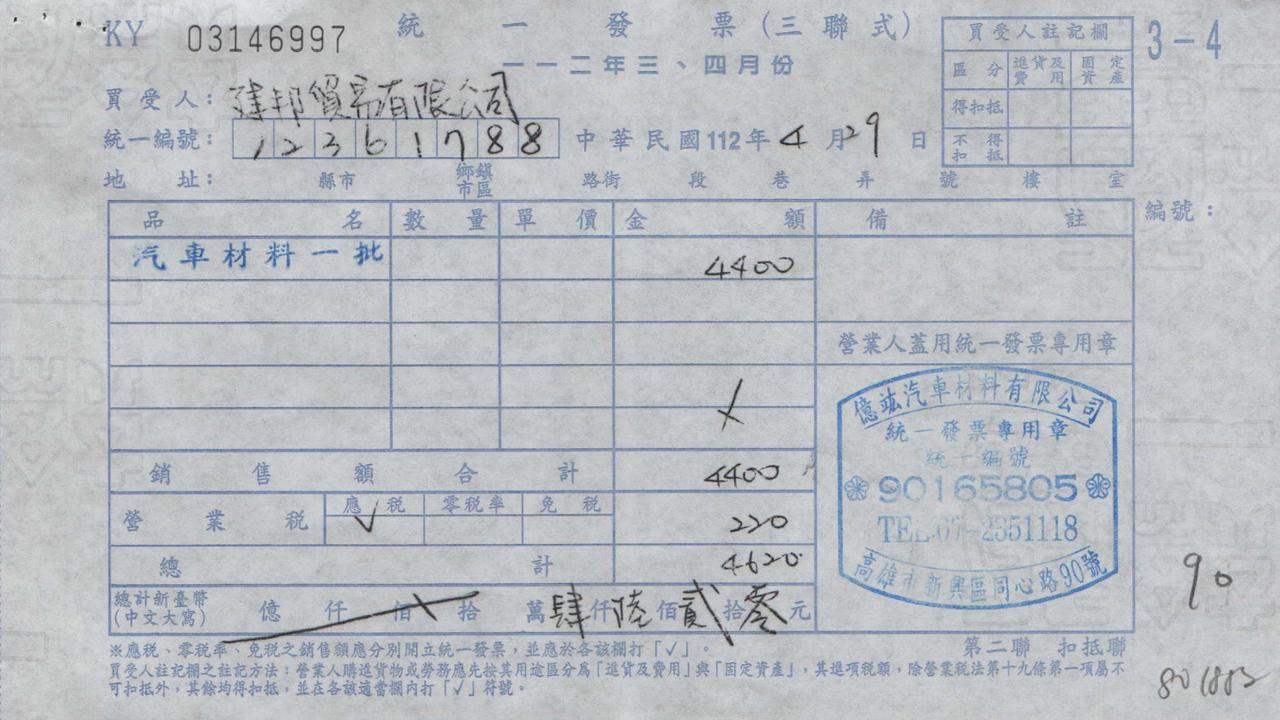 KY 03146997 統一發票(三聯式)
一一二年三、四月份
買受人註記欄
區分 進貨及費用 固定資產
得扣抵
不得扣抵
3-4
買受人: 建邦貿易有限公司
統一編號: 12361788 中華民國112年4月29日
地址: 縣市 鄉鎮市區 路街 段 巷 弄 號 樓 室
編號:
品名 數量 單價 金額 備註
汽車材料一批 4400
營業人蓋用統一發票專用章
銷售額合計 4400
營業稅 應稅 √ 零稅率 免稅 220
總計 4620
總計新臺幣(中文大寫) 億仟佰拾萬肆仟陸佰貳拾零元
億竑汽車材料有限公司
統一發票專用章
統一編號
90165805
TEL:07-2351118
高雄市新興區同心路90號
90
※應稅、零稅率、免稅之銷售額應分別開立統一發票,並應於各該欄打「√」。
第二聯 扣抵聯
買受人註記欄之註記方法:營業人購進貨物或勞務應先按其用途區分為「進貨及費用」與「固定資產」,其進項稅額,除營業稅法第十九條第一項屬不
可扣抵外,其餘均得扣抵,並在各該適當欄內打「√」符號。